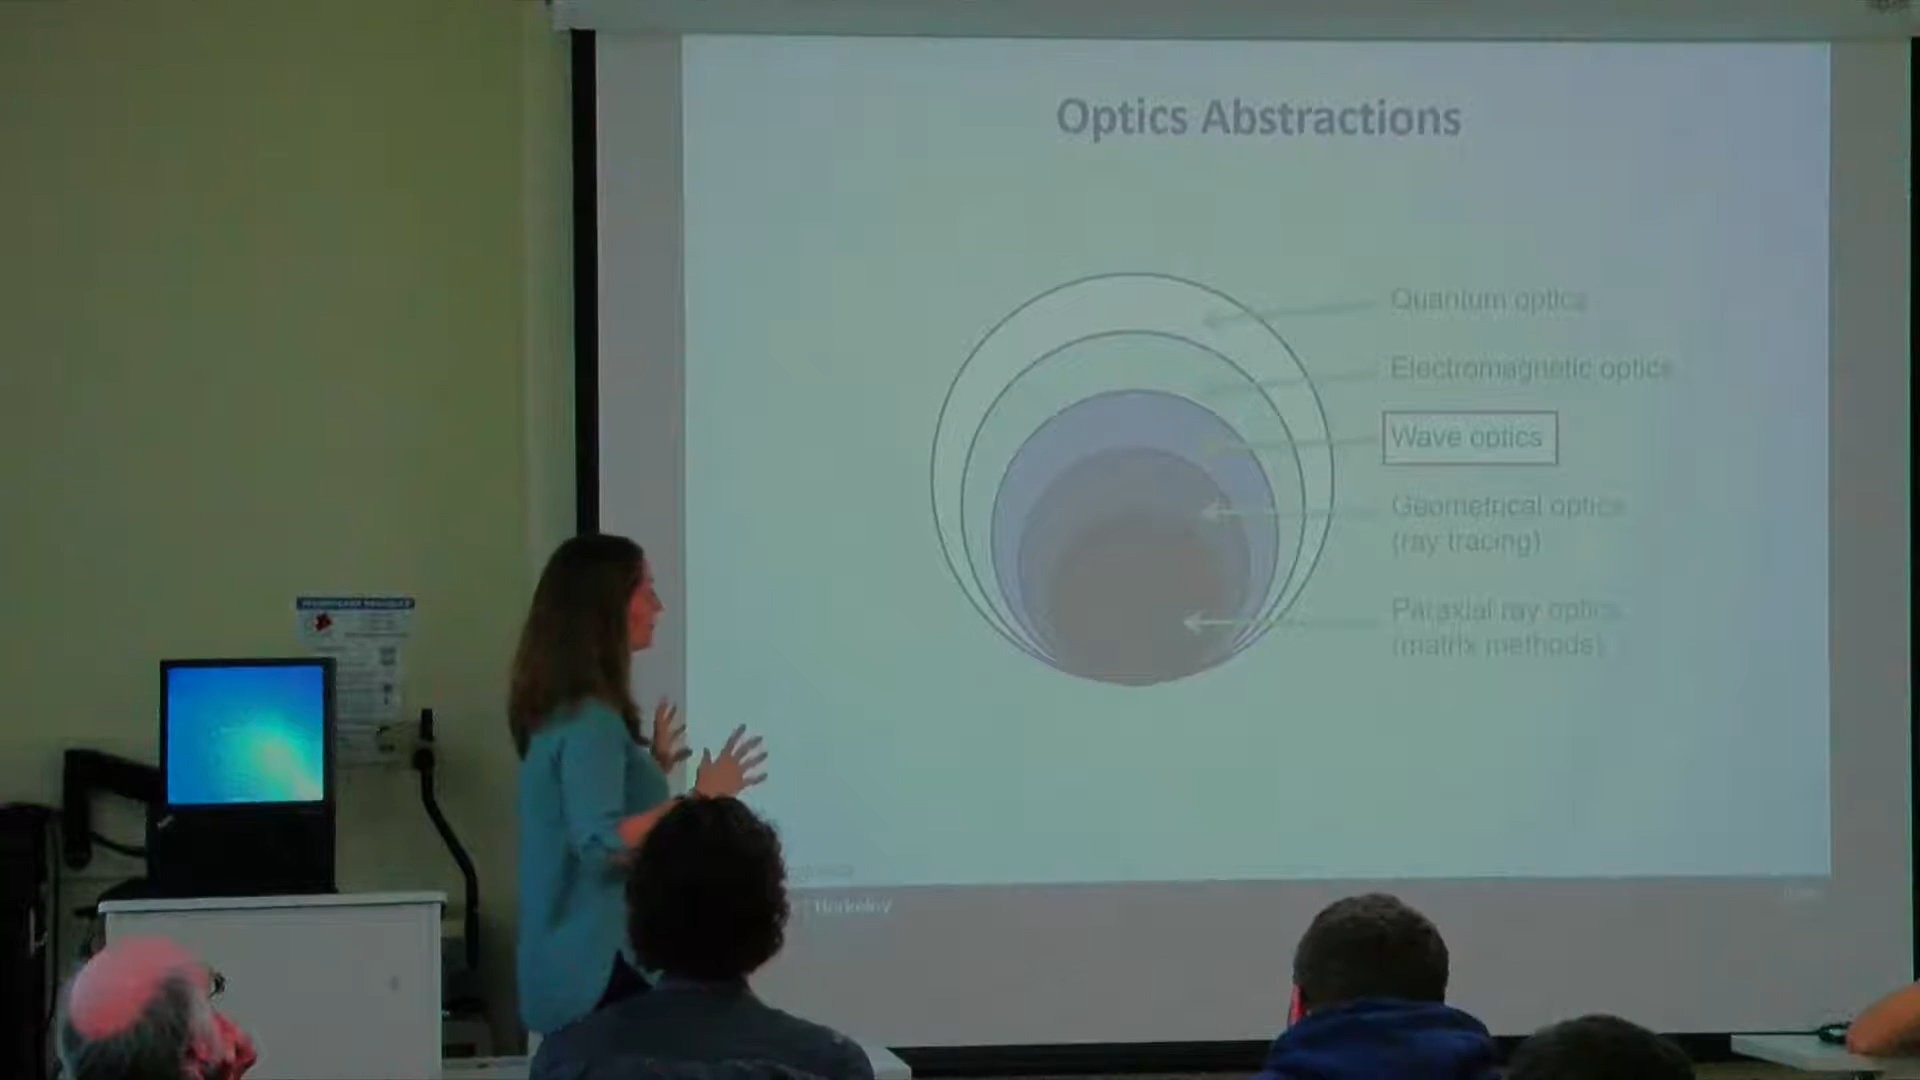 Optics Abstractions
Quantum optics
Electromagnetic optics
Wave optics
Geometrical optics
(ray tracing)
Paraxial ray optics
(matrix methods)
Berkeley